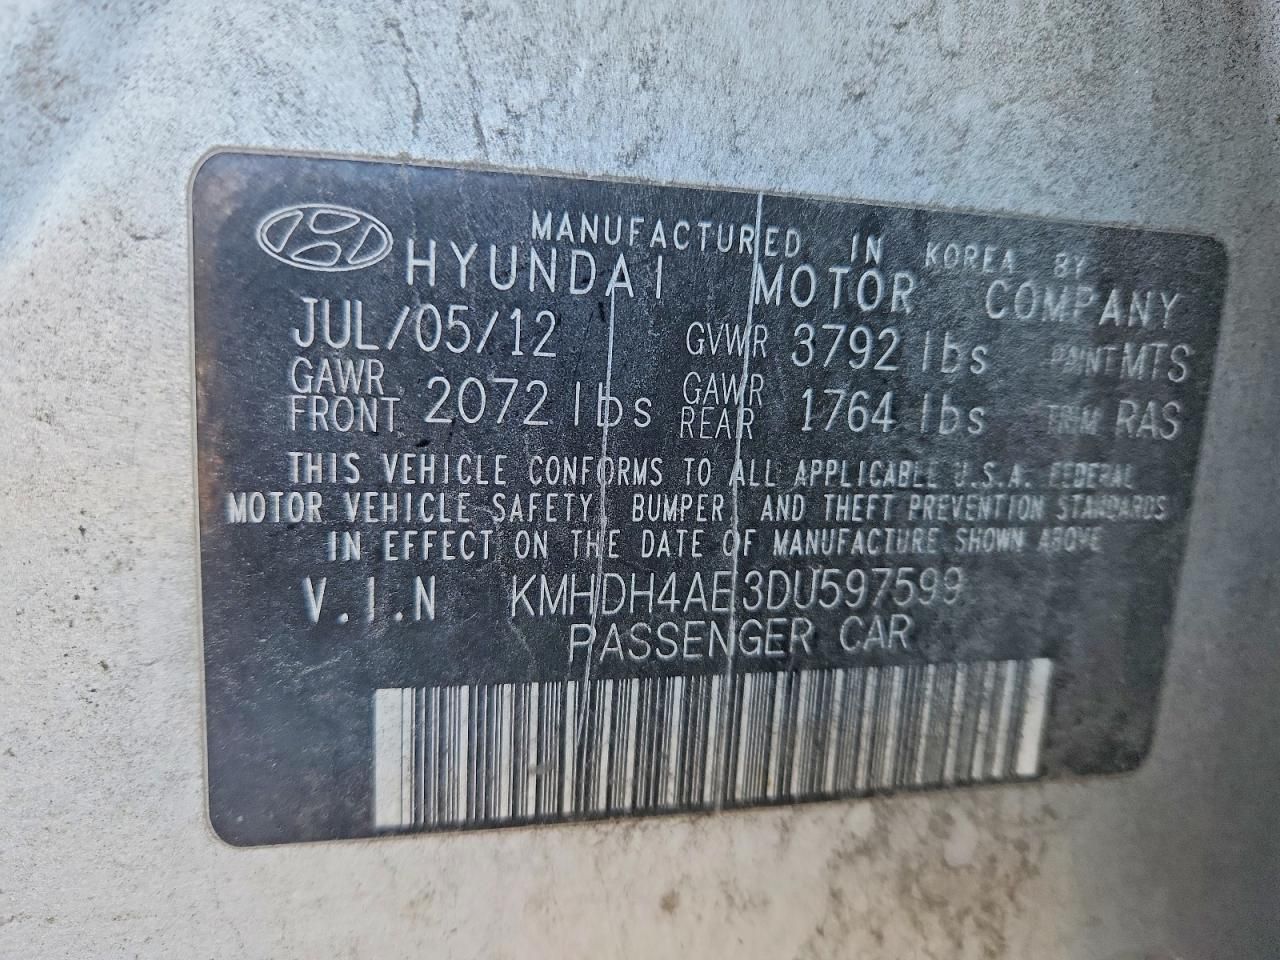 MANUFACTURED IN KOREA BY
HYUNDAI MOTOR COMPANY
JUL/05/12 GVWR 3792 lbs PAINT MTS
GAWR FRONT 2072 lbs GAWR REAR 1764 lbs TRIM RAS
THIS VEHICLE CONFORMS TO ALL APPLICABLE U.S.A. FEDERAL
MOTOR VEHICLE SAFETY, BUMPER, AND THEFT PREVENTION STANDARDS
IN EFFECT ON THE DATE OF MANUFACTURE SHOWN ABOVE
V.I.N KMHDH4AE3DU597599
PASSENGER CAR